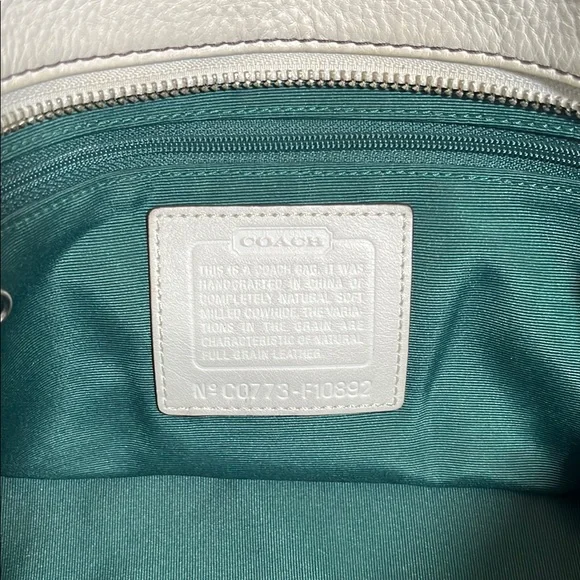 COACH
THIS IS A COACH BAG. IT WAS
HANDCRAFTED IN CHINA OF
COMPLETELY NATURAL SOFT
MILLED COWHIDE. THE VARIA-
TIONS IN THE GRAIN ARE
CHARACTERISTIC OF NATURAL
FULL GRAIN LEATHER.
Nº C0773-F10892